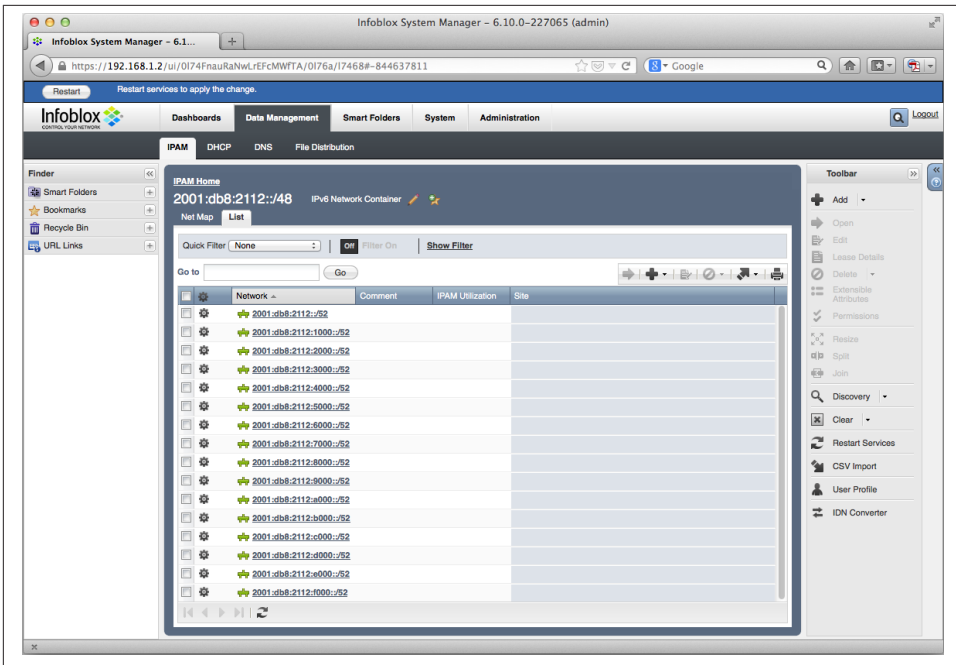 Infoblox System Manager – 6.10.0–227065 (admin)
Infoblox System Manager – 6.1...
https://192.168.1.2/ui/0I74FnauRaNwLrEFcMWfTA/0I76a/I7468#–844637811
Google
Restart
Restart services to apply the change.
Infoblox
CONTROL YOUR NETWORK
Dashboards Data Management Smart Folders System Administration
Logout
IPAM DHCP DNS File Distribution
Finder
Smart Folders
Bookmarks
Recycle Bin
URL Links
IPAM Home
2001:db8:2112::/48 IPv6 Network Container
Net Map List
Quick Filter None Off Filter On Show Filter
Go to Go
Network Comment IPAM Utilization Site
2001:db8:2112::/52
2001:db8:2112:1000::/52
2001:db8:2112:2000::/52
2001:db8:2112:3000::/52
2001:db8:2112:4000::/52
2001:db8:2112:5000::/52
2001:db8:2112:6000::/52
2001:db8:2112:7000::/52
2001:db8:2112:8000::/52
2001:db8:2112:9000::/52
2001:db8:2112:a000::/52
2001:db8:2112:b000::/52
2001:db8:2112:c000::/52
2001:db8:2112:d000::/52
2001:db8:2112:e000::/52
2001:db8:2112:f000::/52
Toolbar
Add
Open
Edit
Lease Details
Delete
Extensible
Attributes
Permissions
Resize
Split
Join
Discovery
Clear
Restart Services
CSV Import
User Profile
IDN Converter